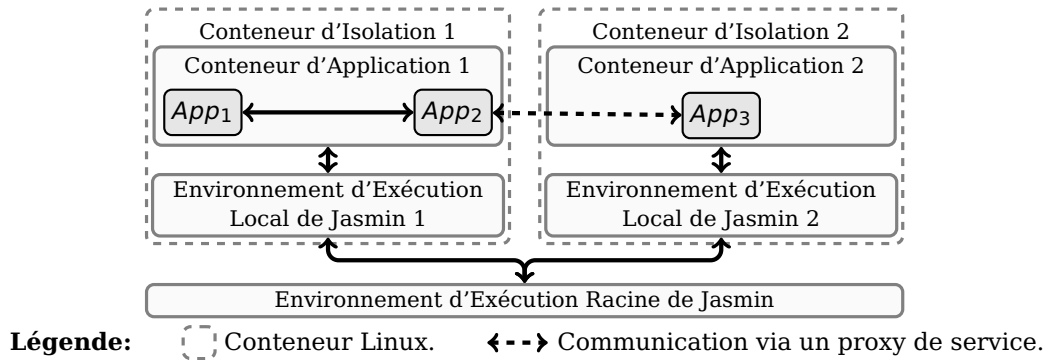 Conteneur d’Isolation 1
Conteneur d’Application 1
App1
App2
Environnement d’Exécution
Local de Jasmin 1
Conteneur d’Isolation 2
Conteneur d’Application 2
App3
Environnement d’Exécution
Local de Jasmin 2
Environnement d’Exécution Racine de Jasmin
Légende: Conteneur Linux. Communication via un proxy de service.